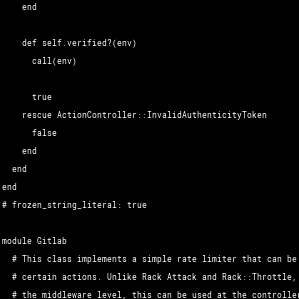 end
def self.verified?(env)
call(env)
true
rescue ActionController::InvalidAuthenticityToken
false
end
end
end
# frozen_string_literal: true
module Gitlab
# This class implements a simple rate limiter that can be
# certain actions. Unlike Rack Attack and Rack::Throttle,
# the middleware level, this can be used at the controller